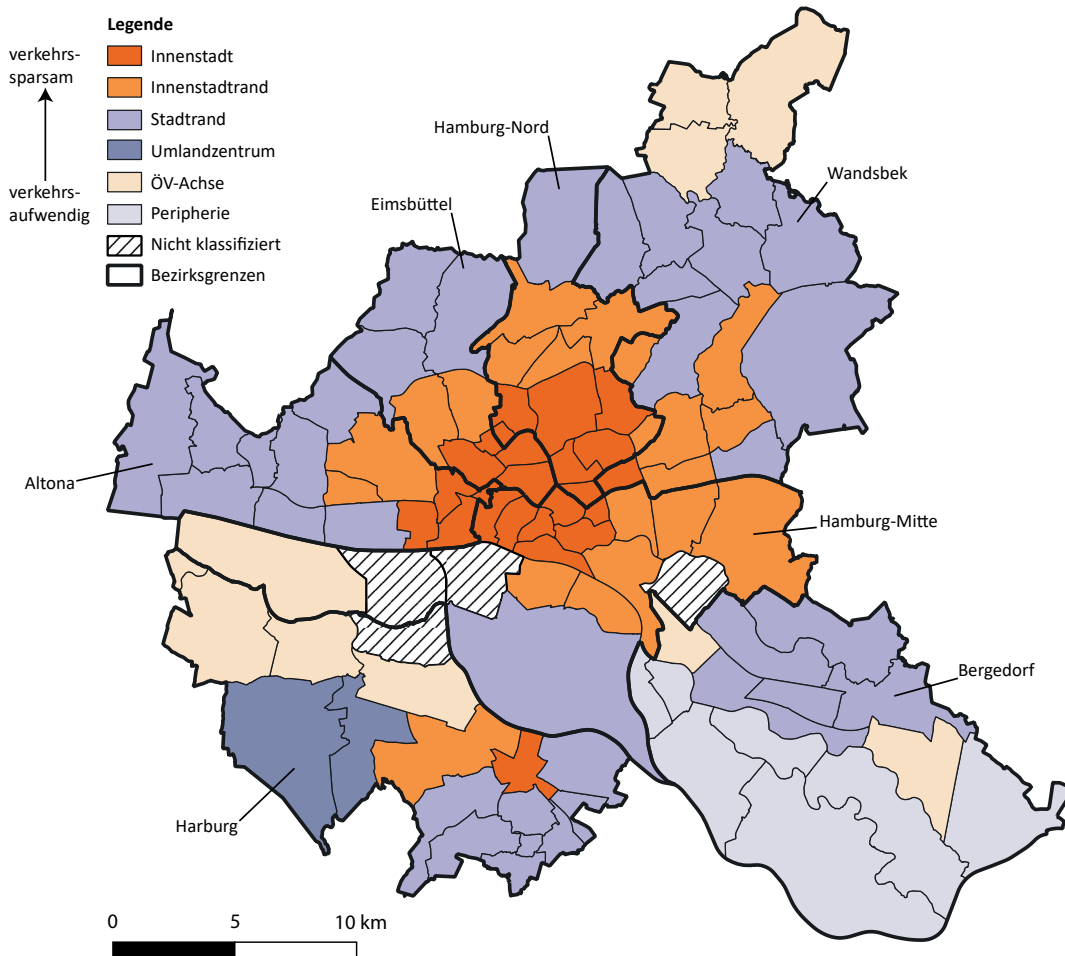 Legende
verkehrs-
sparsam
verkehrs-
aufwendig
Innenstadt
Innenstadtrand
Stadtrand
Umlandzentrum
ÖV-Achse
Peripherie
Nicht klassifiziert
Bezirksgrenzen
Hamburg-Nord
Wandsbek
Eimsbüttel
Altona
Hamburg-Mitte
Bergedorf
Harburg
0 5 10 km